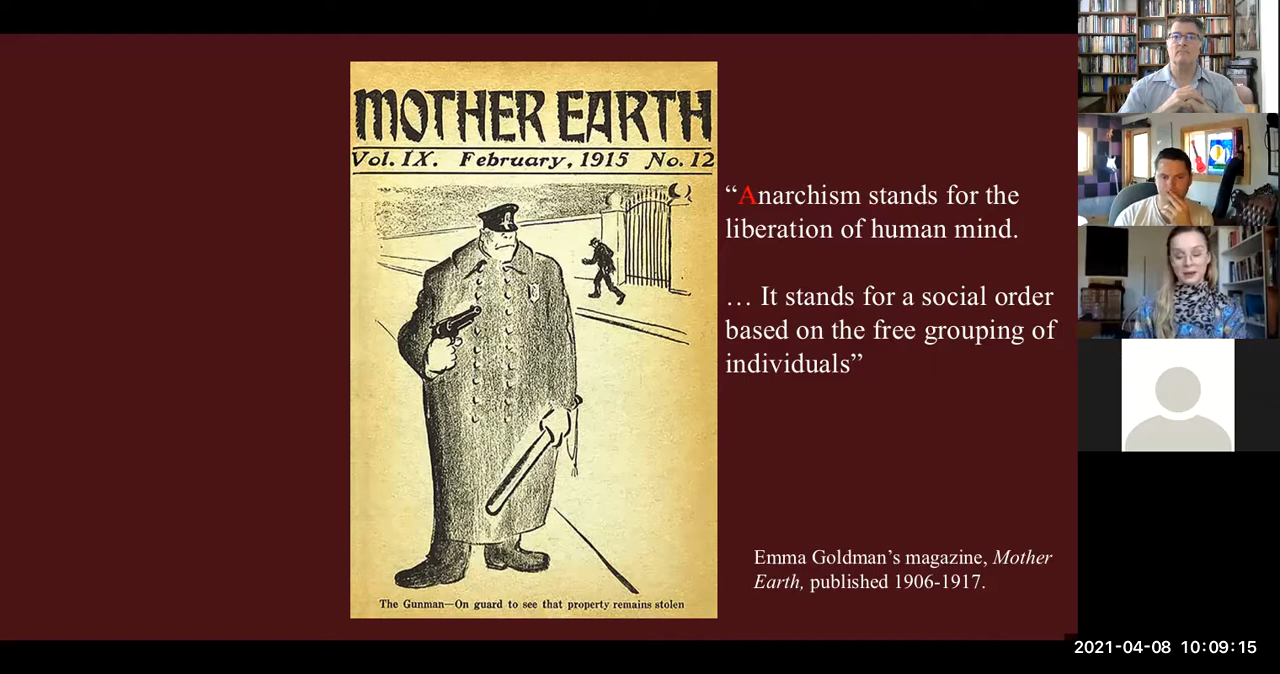 MOTHER EARTH
Vol. IX. February, 1915 No. 12
The Gunman—On guard to see that property remains stolen
“Anarchism stands for the
liberation of human mind.
… It stands for a social order
based on the free grouping of
individuals”
Emma Goldman’s magazine, Mother
Earth, published 1906-1917.
2021-04-08 10:09:15